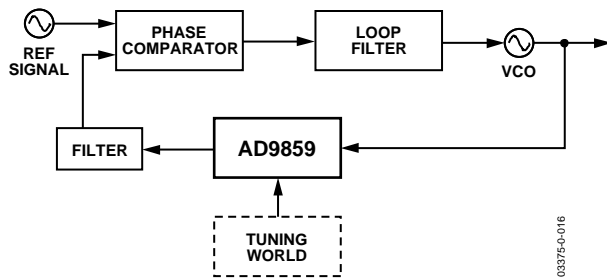 REF
SIGNAL
PHASE
COMPARATOR
LOOP
FILTER
VCO
FILTER
AD9859
TUNING
WORLD
03375-0-016